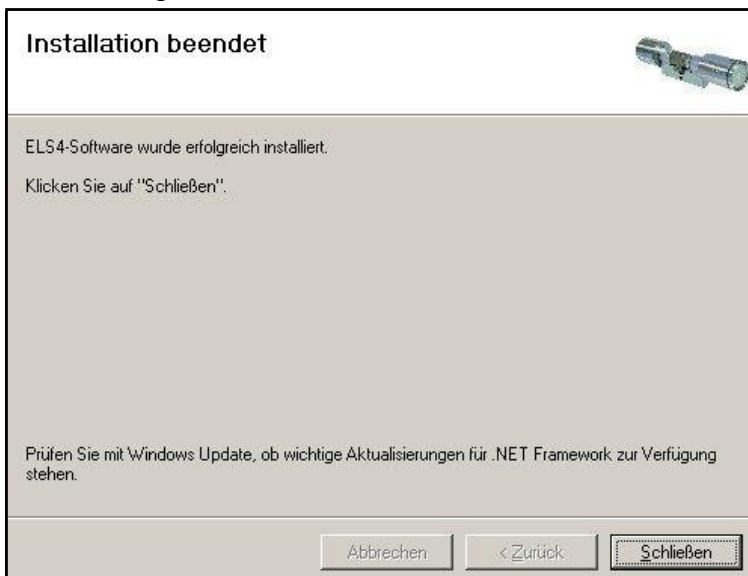 Installation beendet
ELS4-Software wurde erfolgreich installiert.
Klicken Sie auf "Schließen".
Prüfen Sie mit Windows Update, ob wichtige Aktualisierungen für .NET Framework zur Verfügung
stehen.
Abbrechen < Zurück Schließen